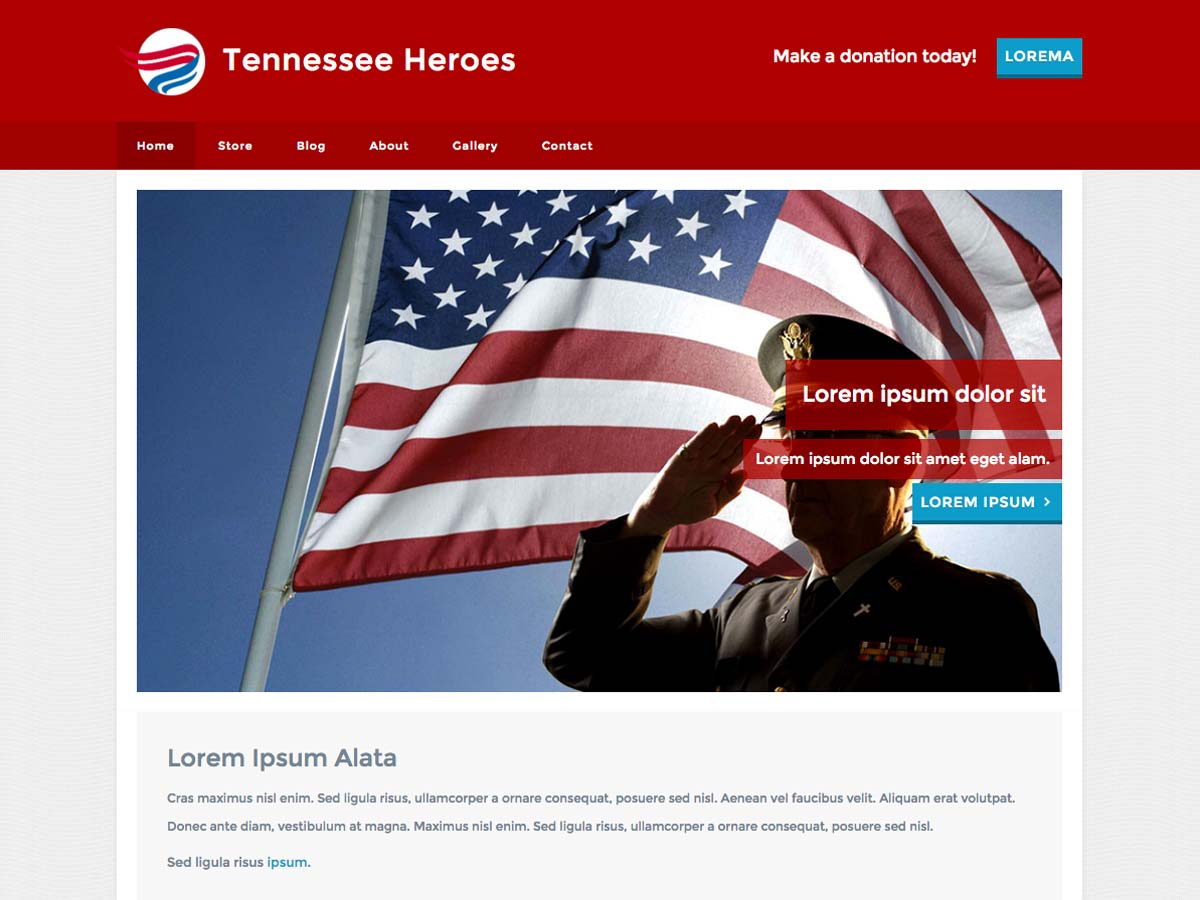 Tennessee Heroes
Make a donation today!
LOREMA
Home
Store
Blog
About
Gallery
Contact
Lorem ipsum dolor sit
Lorem ipsum dolor sit amet eget alam.
LOREM IPSUM >
US
Lorem Ipsum Alata
Cras maximus nisl enim. Sed ligula risus, ullamcorper a ornare consequat, posuere sed nisl. Aenean vel faucibus velit. Aliquam erat volutpat.
Donec ante diam, vestibulum at magna. Maximus nisl enim. Sed ligula risus, ullamcorper a ornare consequat, posuere sed nisl.
Sed ligula risus ipsum.